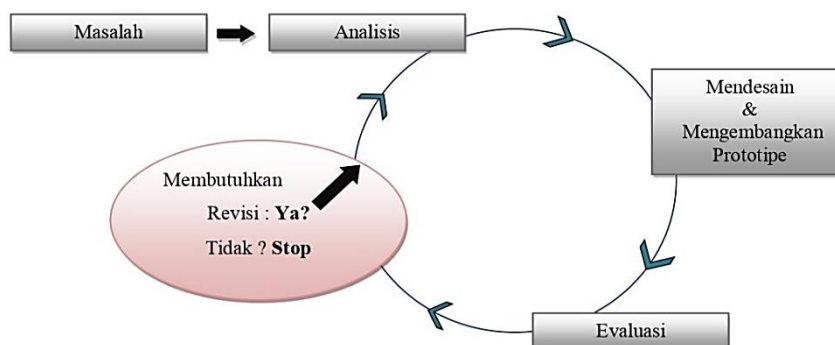 Masalah
Analisis
Mendesain
&
Mengembangkan
Prototipe
Membutuhkan
Revisi : Ya?
Tidak ? Stop
Evaluasi